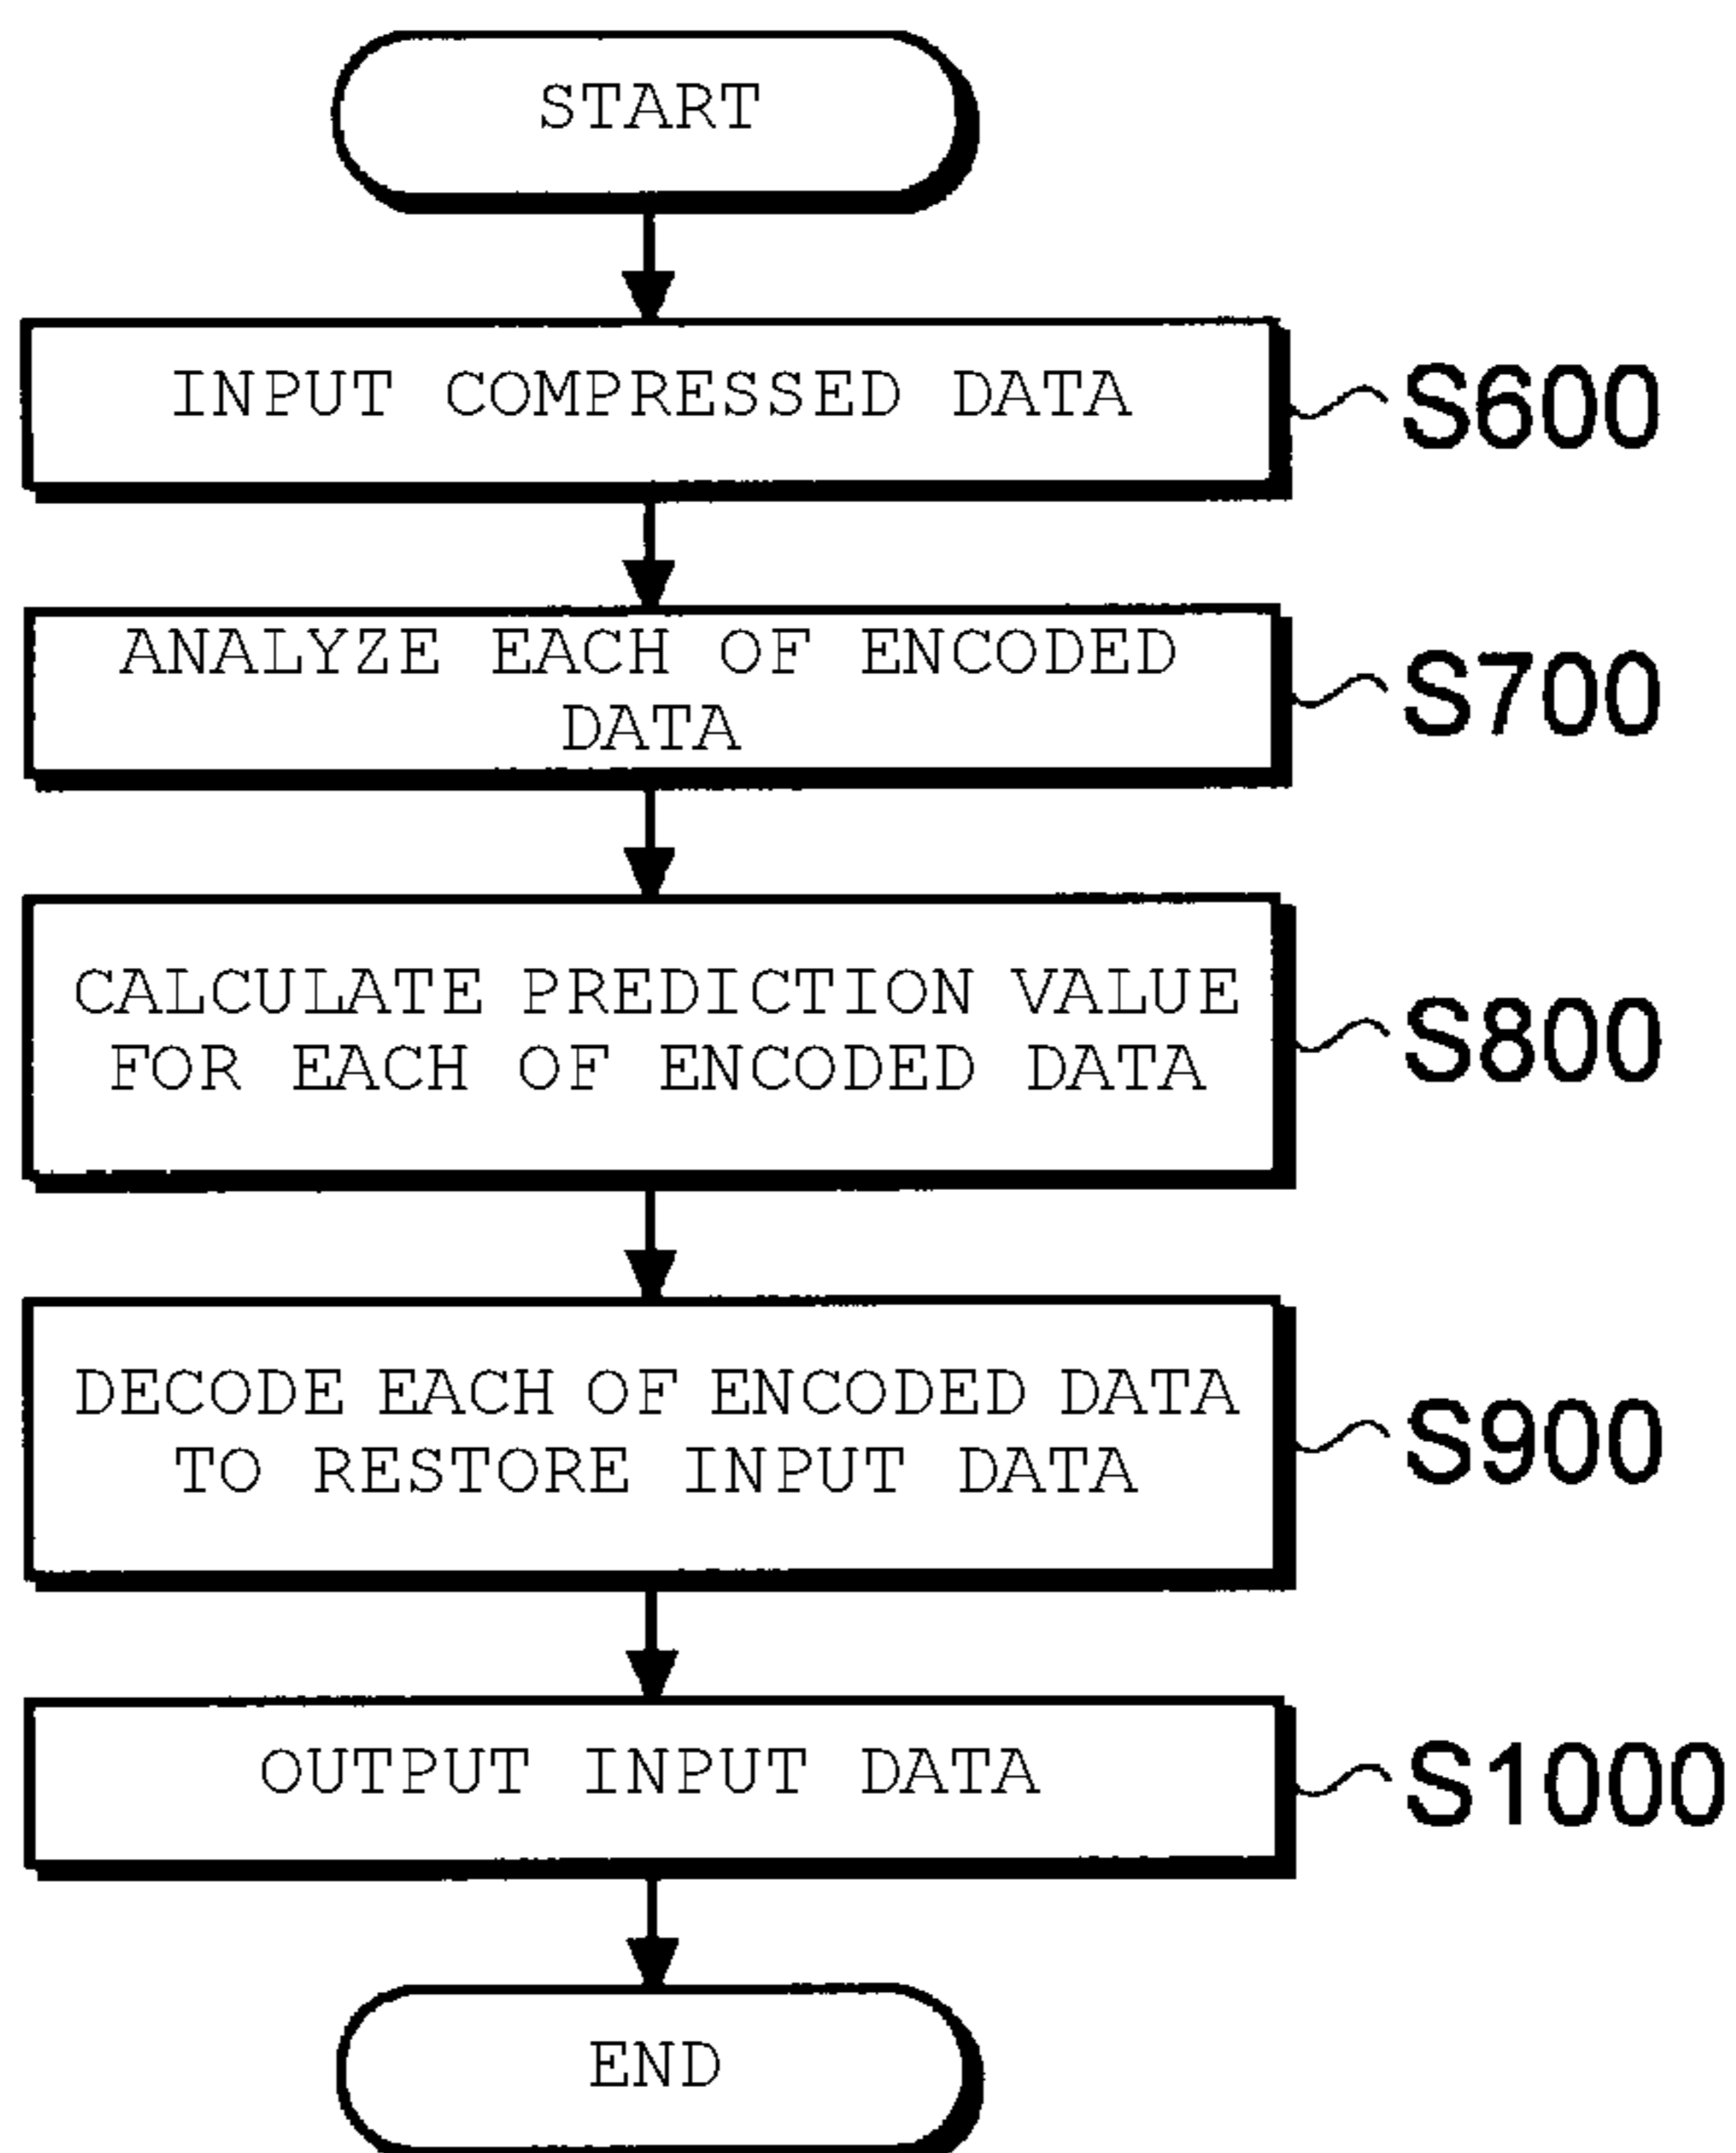 START
INPUT COMPRESSED DATA
S600
ANALYZE EACH OF ENCODED
DATA
S700
CALCULATE PREDICTION VALUE
FOR EACH OF ENCODED DATA
S800
DECODE EACH OF ENCODED DATA
TO RESTORE INPUT DATA
S900
OUTPUT INPUT DATA
S1000
END